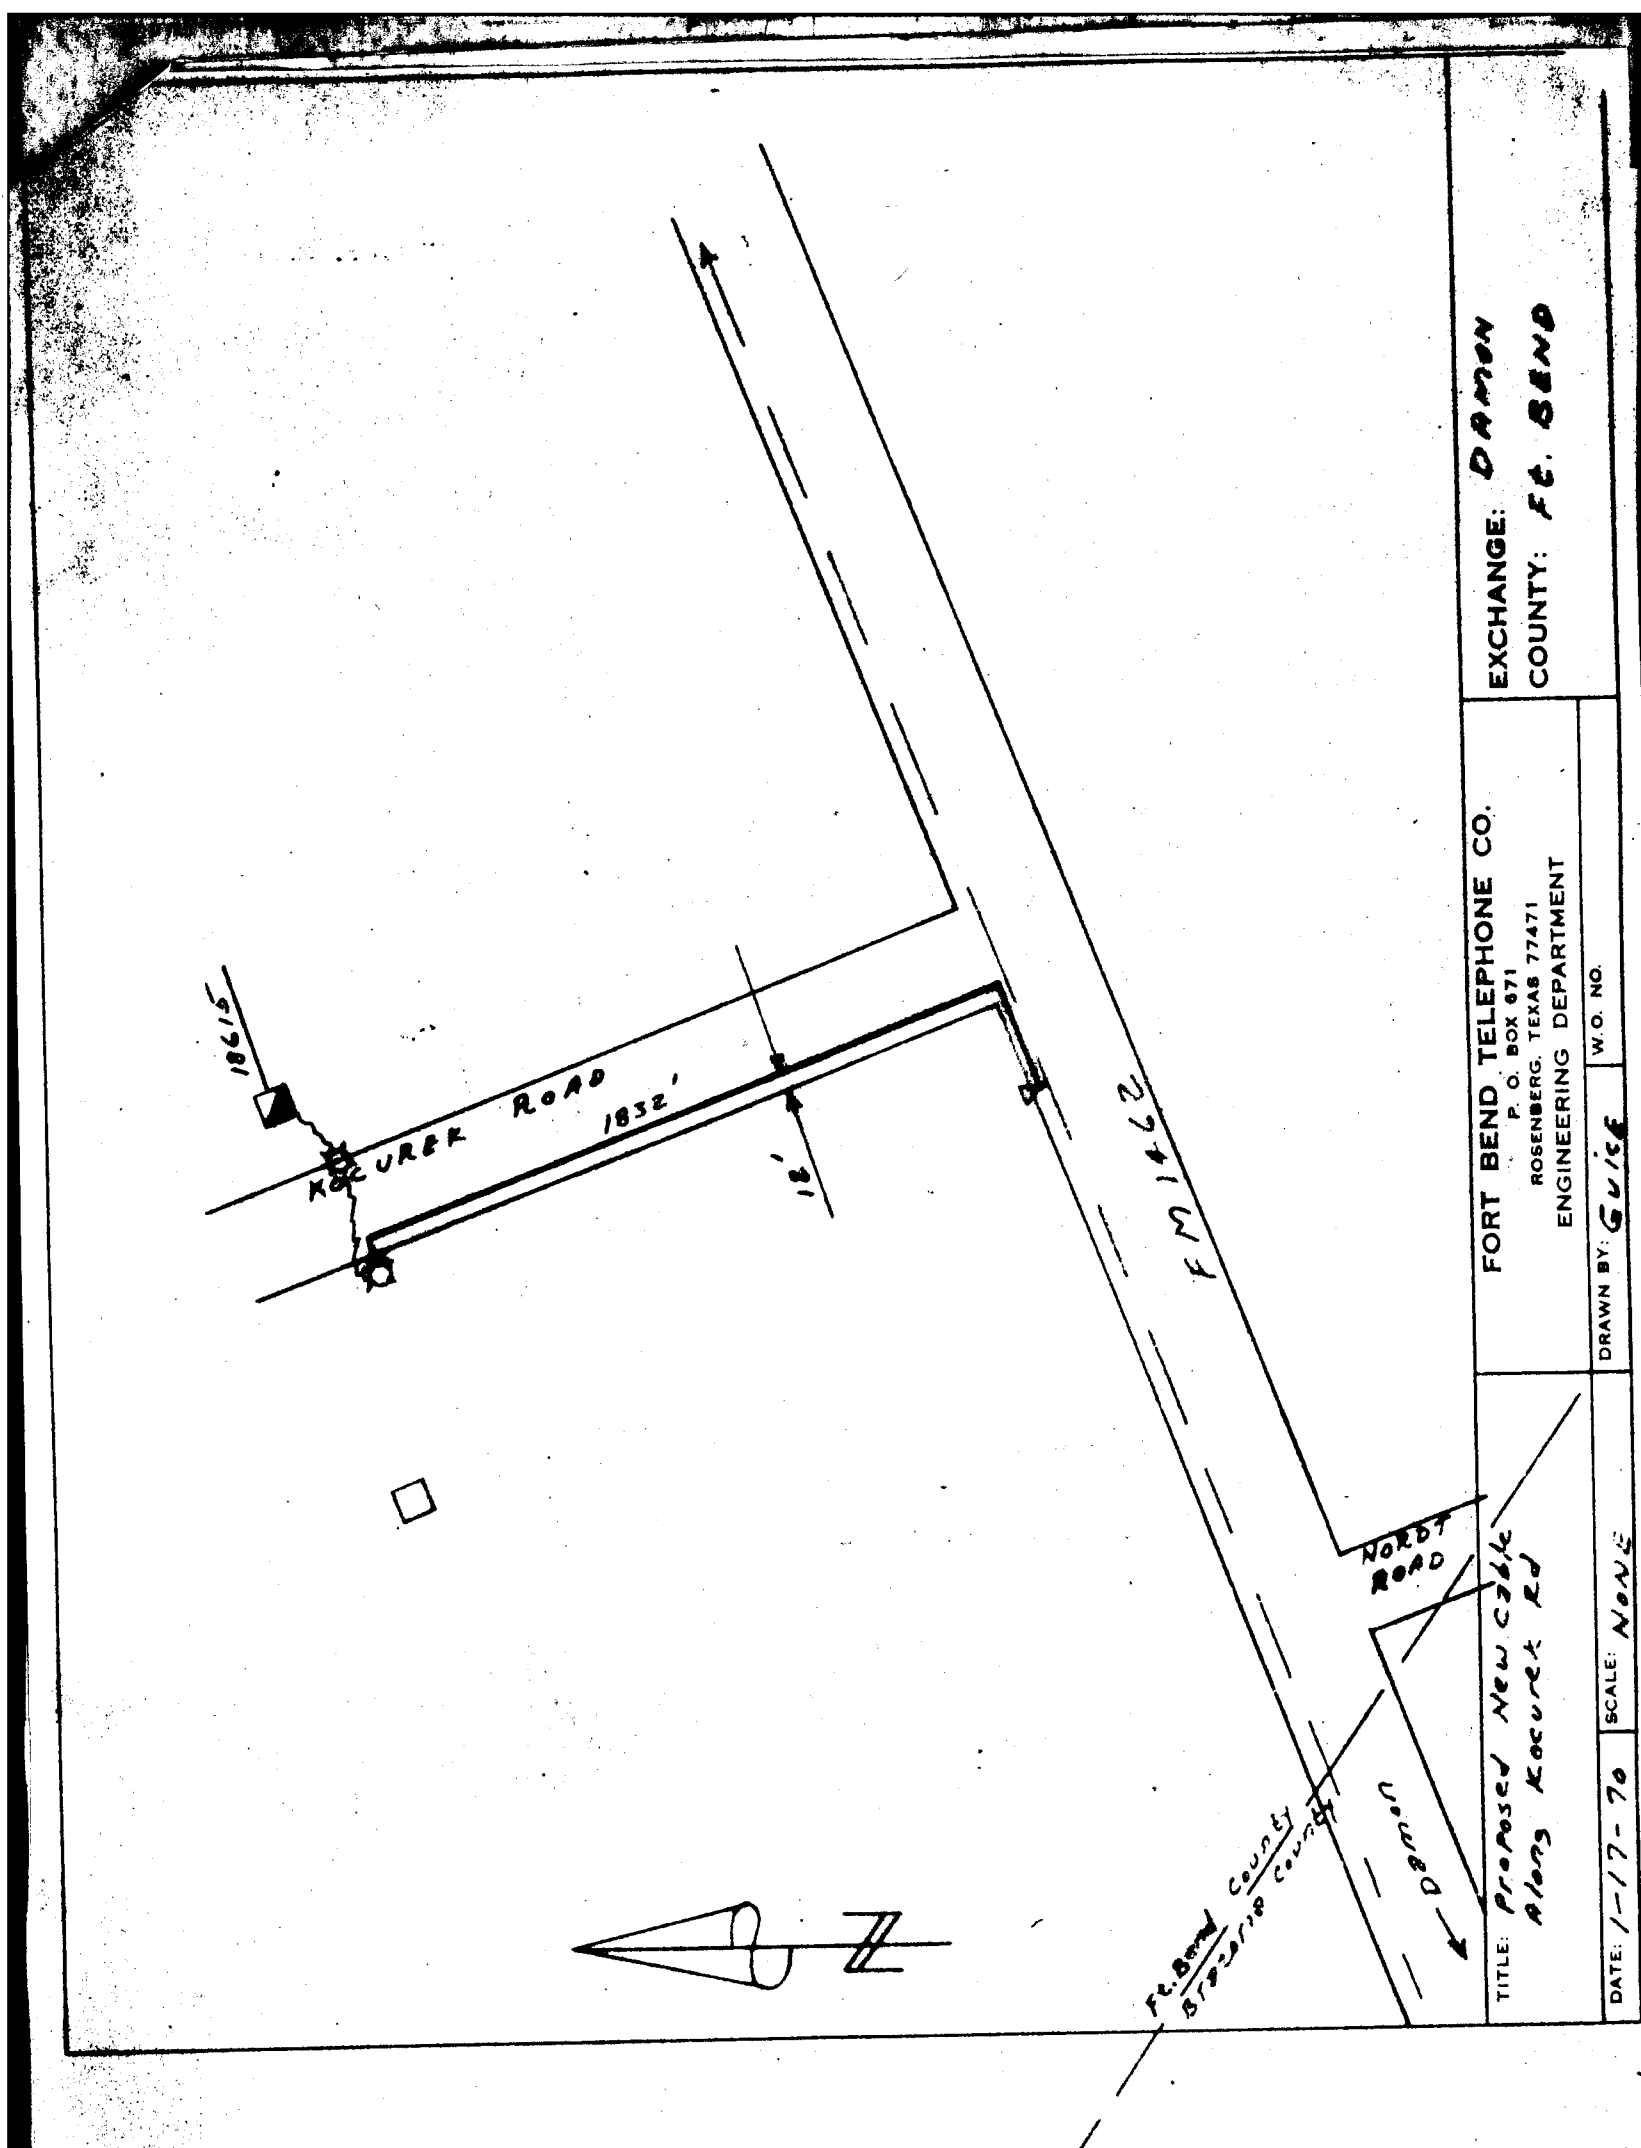 18615
KOCUREK ROAD
1832'
18'
FM 1462
NORDT
ROAD
Ft. Bend County
Brazoria County
Damon
N
TITLE: Proposed New Cable
Along Kocurek Rd
FORT BEND TELEPHONE CO.
P. O. BOX 671
ROSENBERG, TEXAS 77471
ENGINEERING DEPARTMENT
EXCHANGE: DAMON
COUNTY: Ft. BEND
DATE: 1-17-70
SCALE: NONE
DRAWN BY: Guise
W.O. NO.